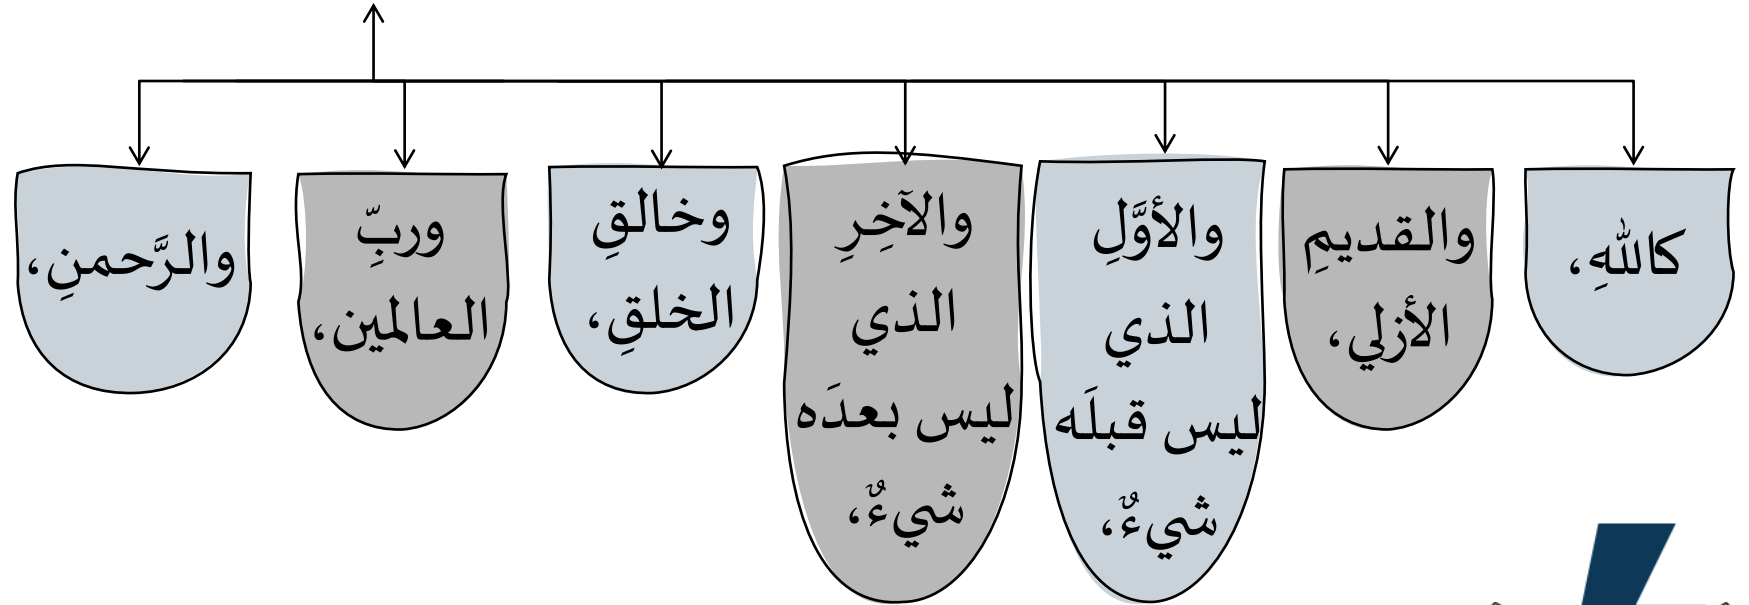 كاللهِ،
والقديمِ
الأزلي،
والأوَّلِ
الذي
ليس قبلَه
شيءٌ،
والآخِرِ
الذي
ليس بعدَه
شيءٌ،
وخالقِ
الخلقِ،
وربِّ
العالمين،
والرَّحمنِ،